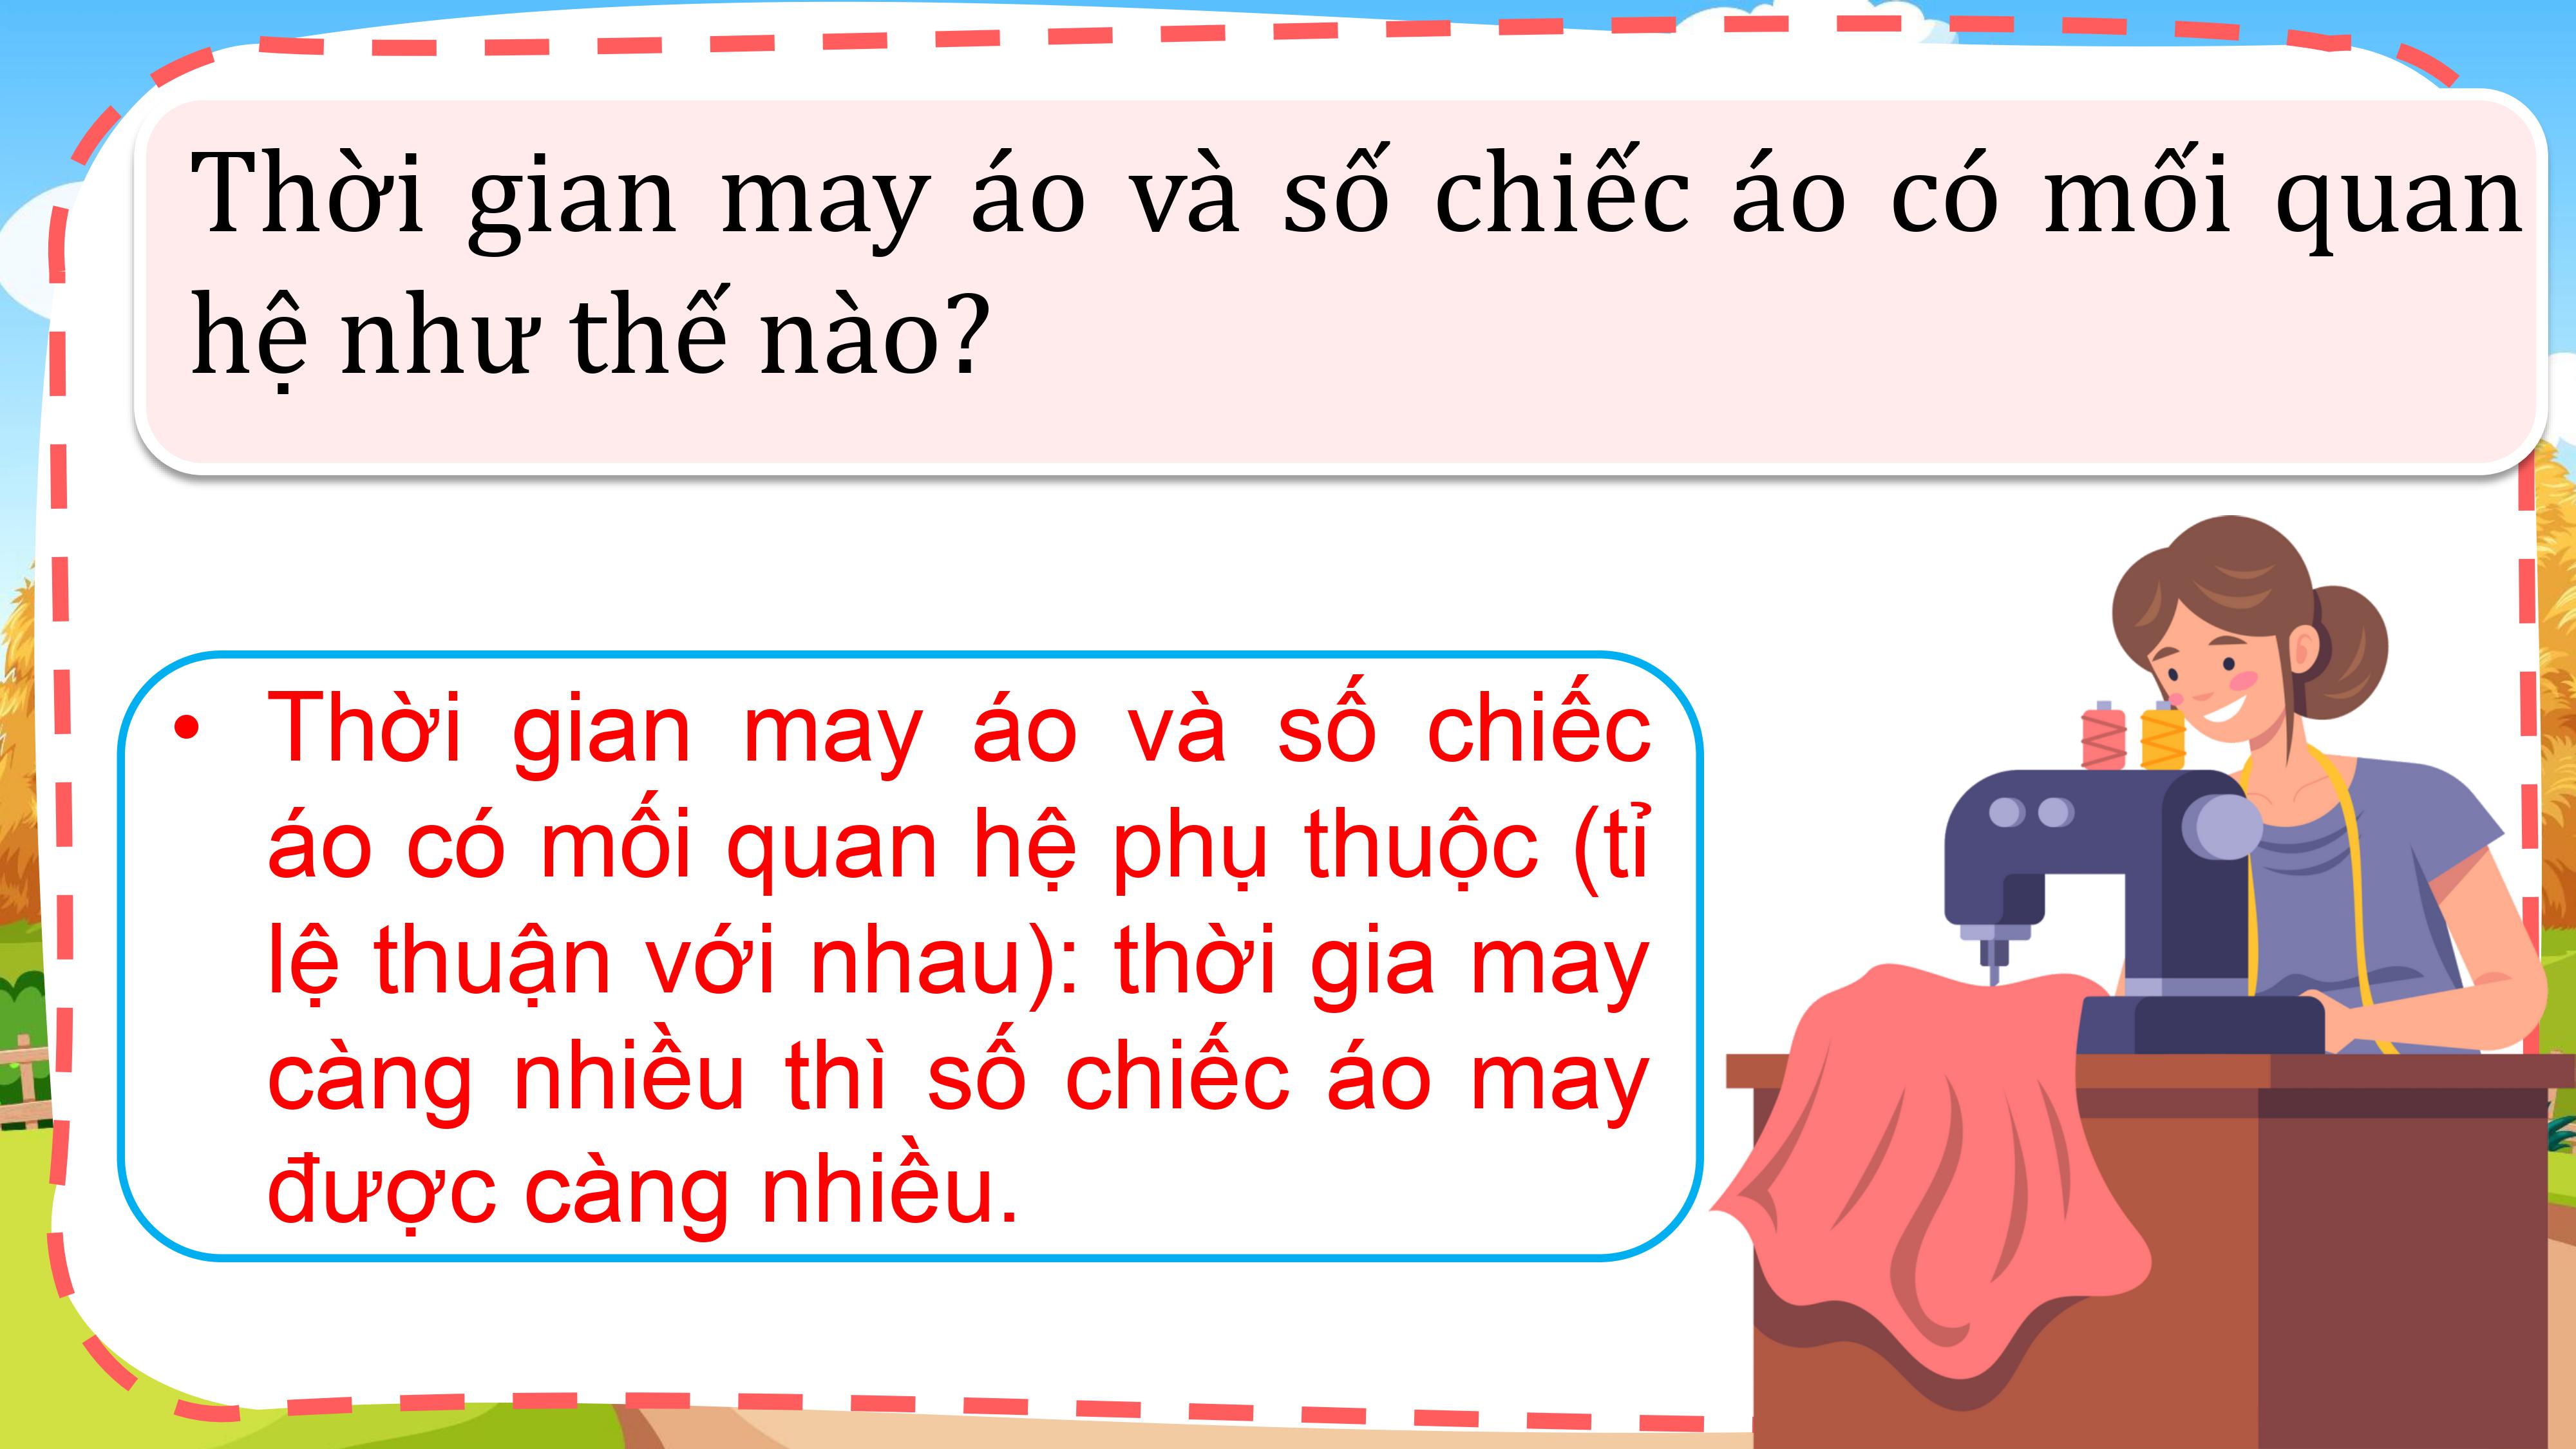 Thời gian may áo và số chiếc áo có mối quan
hệ như thế nào?
• Thời gian may áo và số chiếc
áo có mối quan hệ phụ thuộc (tỉ
lệ thuận với nhau): thời gia may
càng nhiều thì số chiếc áo may
được càng nhiều.